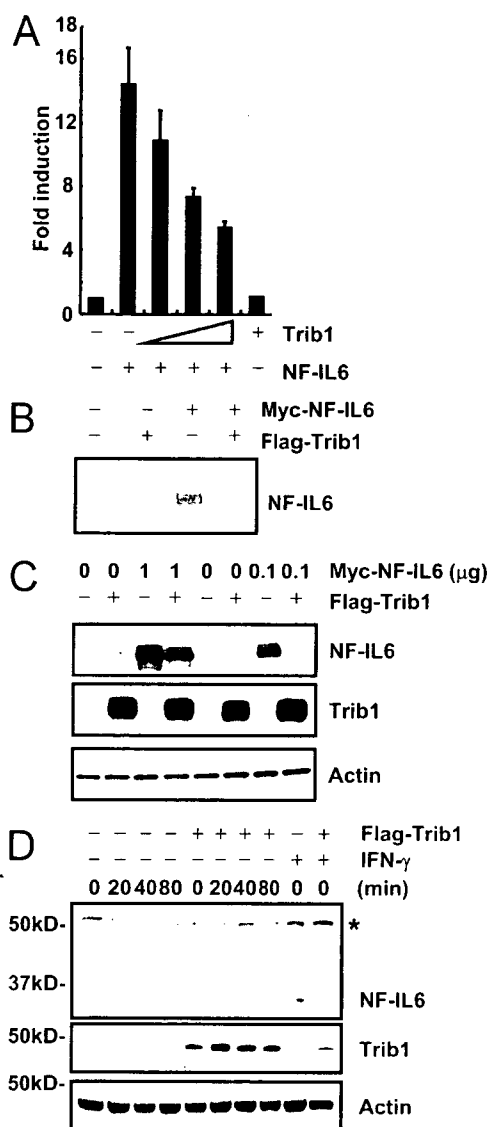 A
18
16
12
8
4
0
Fold induction
− − + Trib1
− + + + + − NF-IL6
B
− − + + Myc-NF-IL6
− + − + Flag-Trib1
NF-IL6
C
0 0 1 1 0 0 0.1 0.1 Myc-NF-IL6 (μg)
− + − + − + − + Flag-Trib1
NF-IL6
Trib1
Actin
D
− − − − + + + + − + Flag-Trib1
− − − − − − − − + + IFN-γ
0 20 40 80 0 20 40 80 0 0 (min)
50kD- *
37kD-
NF-IL6
50kD- Trib1
50kD-
Actin